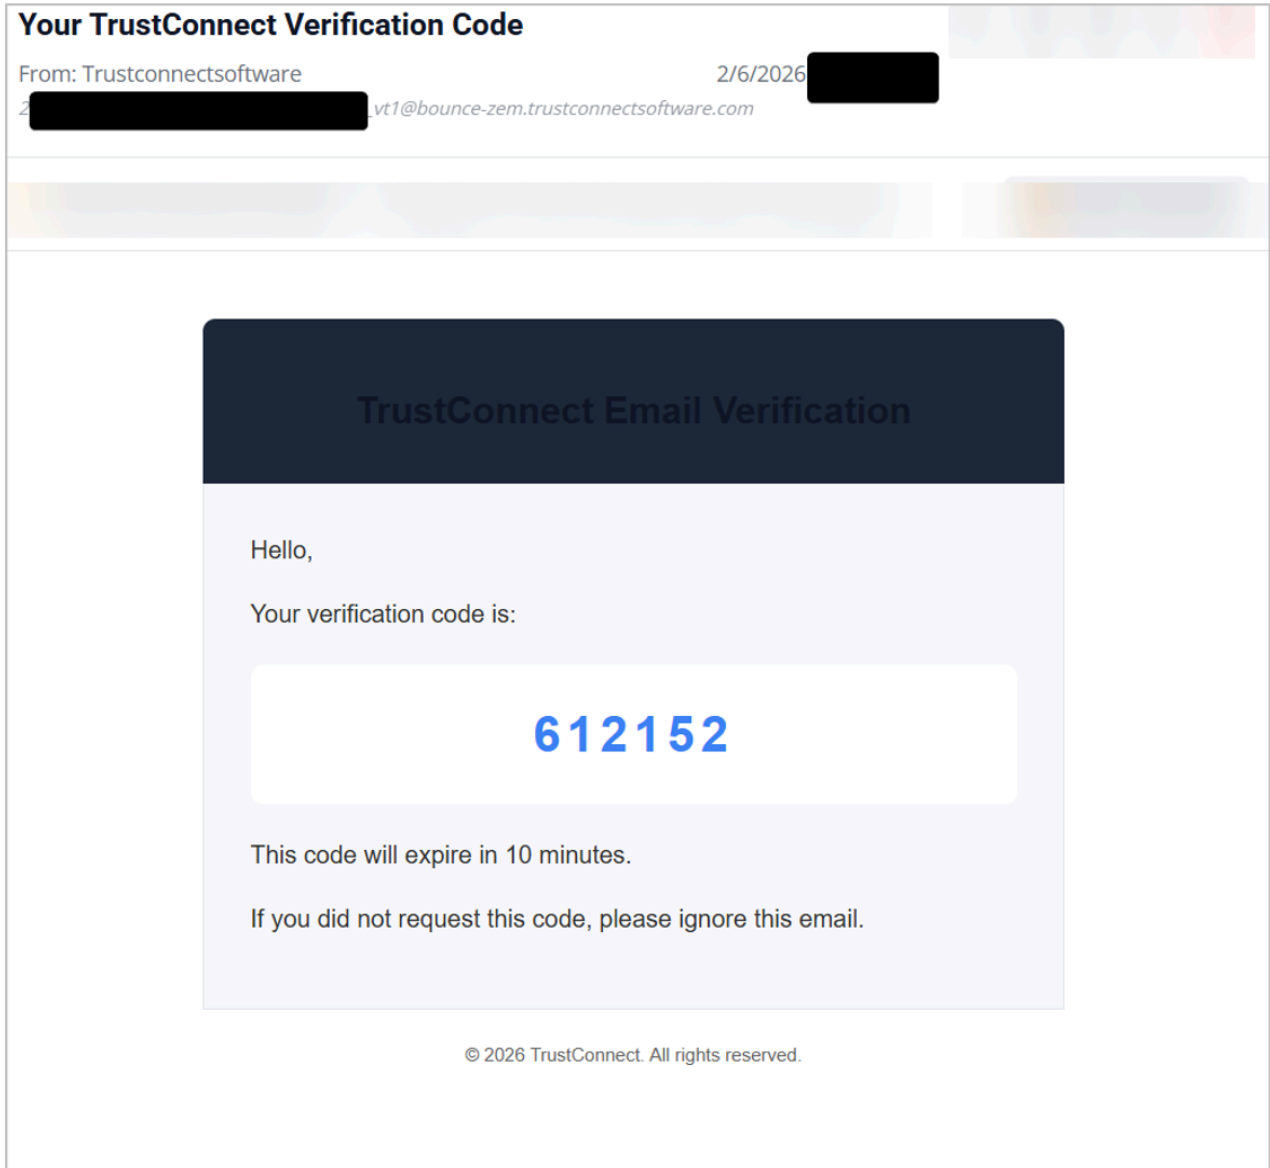 Your TrustConnect Verification Code
From: Trustconnectsoftware 2/6/2026
2 _vt1@bounce-zem.trustconnectsoftware.com
TrustConnect Email Verification
Hello,
Your verification code is:
612152
This code will expire in 10 minutes.
If you did not request this code, please ignore this email.
© 2026 TrustConnect. All rights reserved.